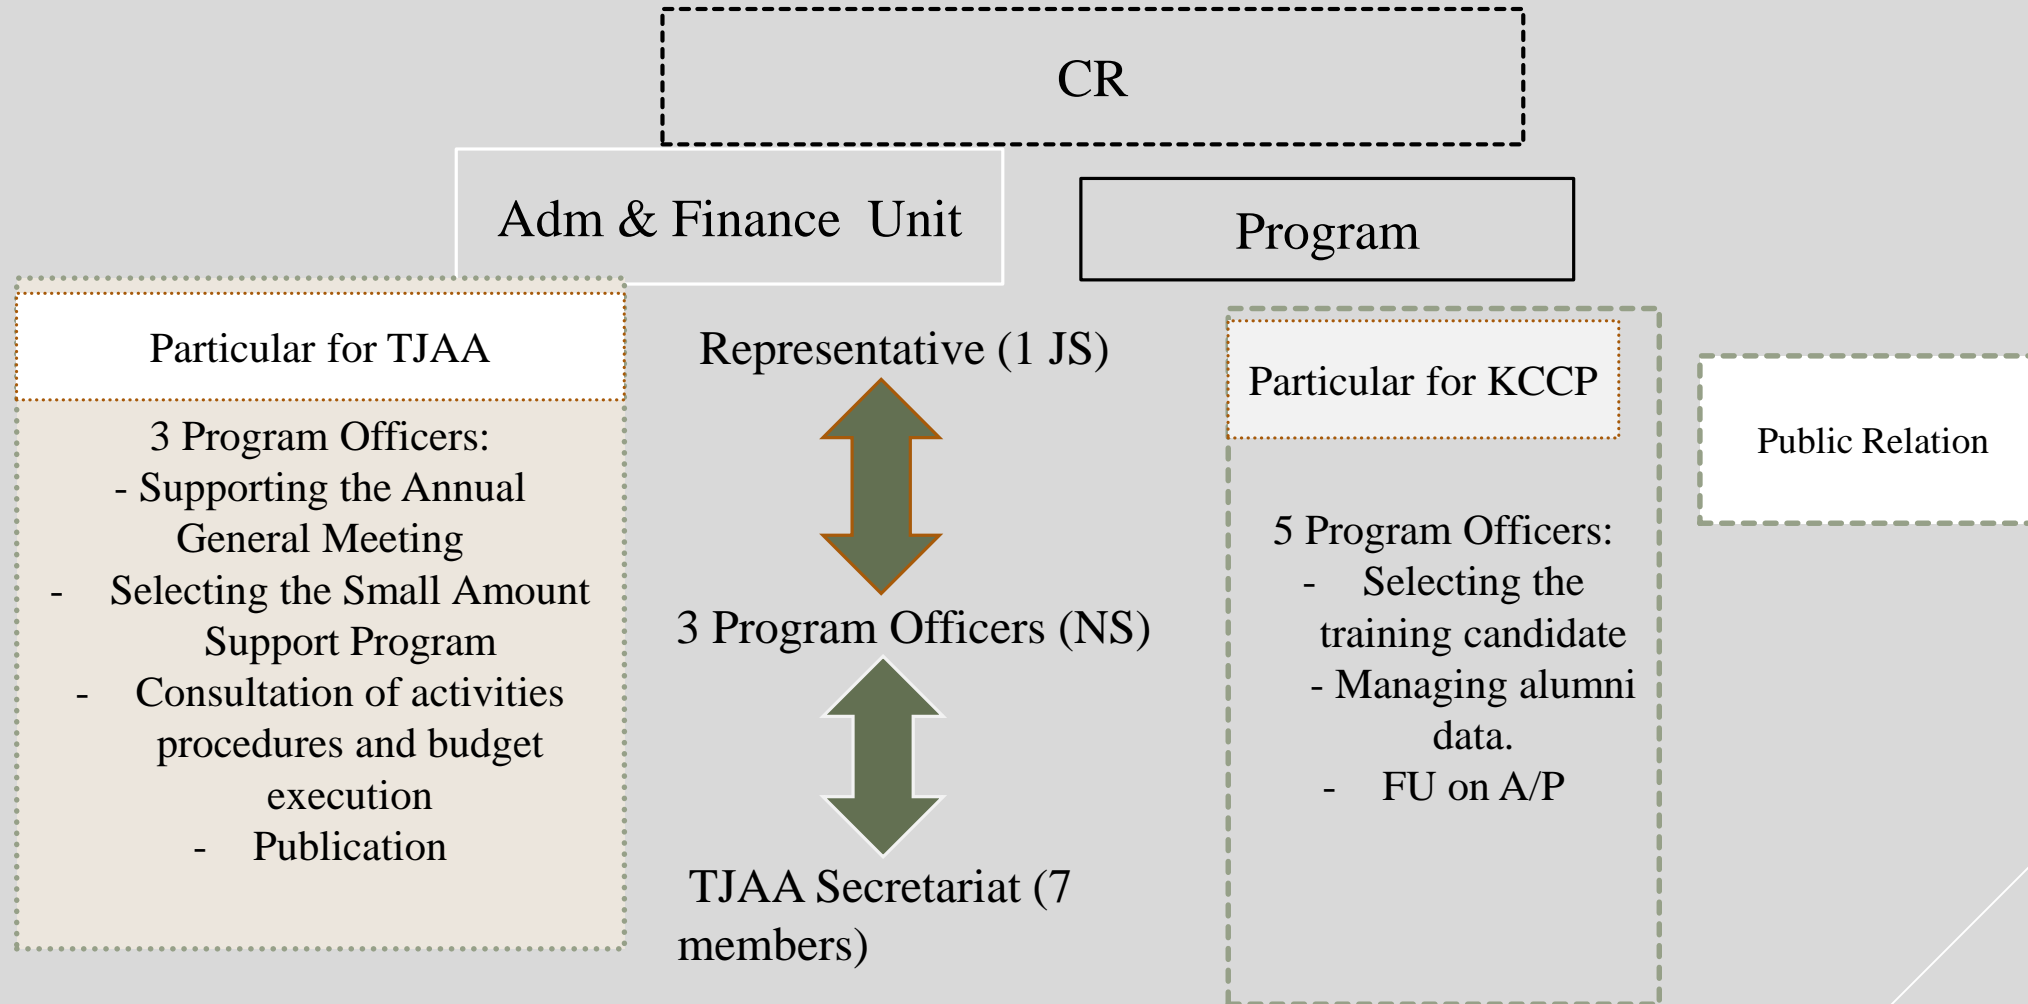 CR
Adm & Finance  Unit
Program
Particular for TJAA
3 Program Officers:
- Supporting the Annual
General Meeting
- Selecting the Small Amount
Support Program
- Consultation of activities
procedures and budget
execution
- Publication
Representative (1 JS)
3 Program Officers (NS)
TJAA Secretariat (7
members)
Particular for KCCP
5 Program Officers:
- Selecting the
training candidate
- Managing alumni
data.
- FU on A/P
Public Relation